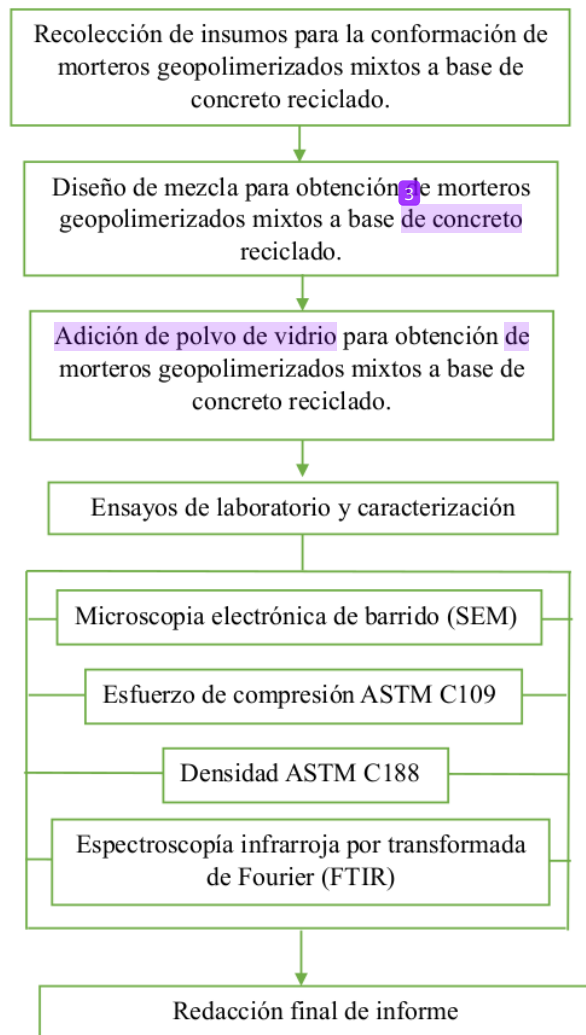 Recolección de insumos para la conformación de
morteros geopolimerizados mixtos a base de
concreto reciclado.
Diseño de mezcla para obtención de morteros
3
geopolimerizados mixtos a base de concreto
reciclado.
Adición de polvo de vidrio para obtención de
morteros geopolimerizados mixtos a base de
concreto reciclado.
Ensayos de laboratorio y caracterización
Microscopia electrónica de barrido (SEM)
Esfuerzo de compresión ASTM C109
Densidad ASTM C188
Espectroscopía infrarroja por transformada
de Fourier (FTIR)
Redacción final de informe